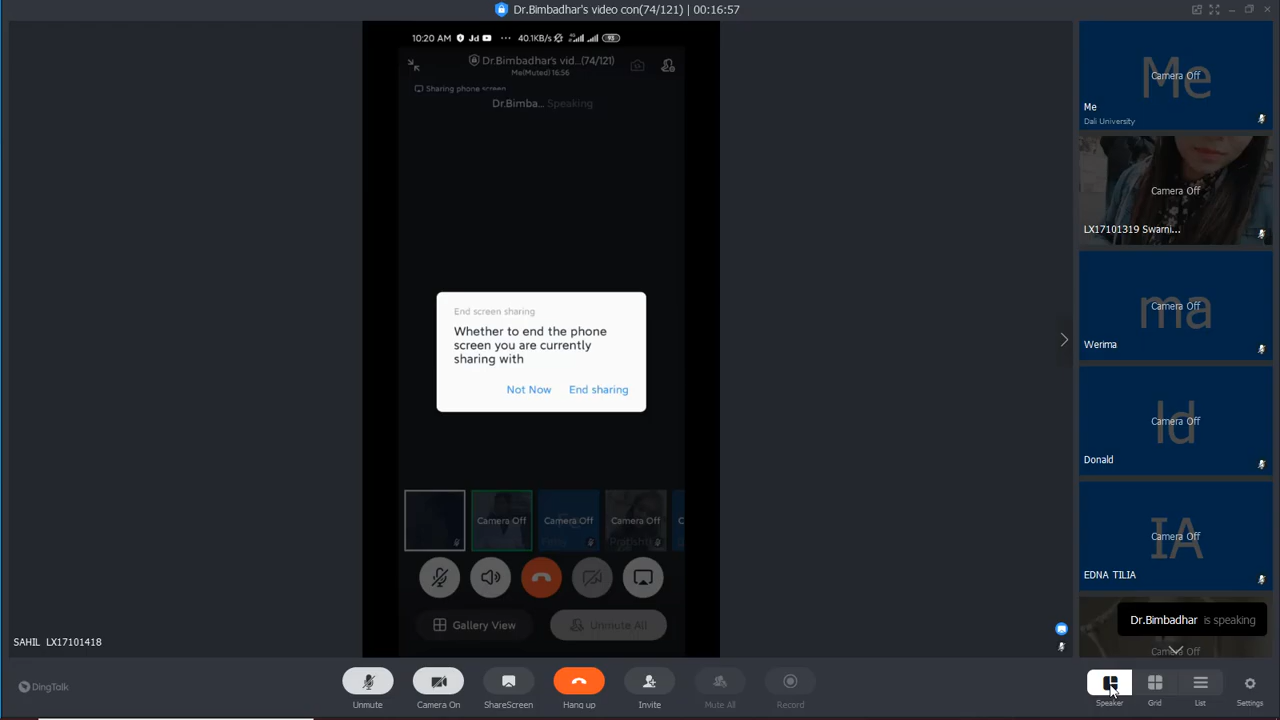 Dr.Bimbadhar's video con(74/121) | 00:16:57
10:20 AM Jd ··· 40.1KB/s 93
Dr.Bimbadhar's vid...(74/121)
Me(Muted) 16:56
Sharing phone screen
Dr.Bimba... Speaking
End screen sharing
Whether to end the phone
screen you are currently
sharing with
Not Now End sharing
Camera Off Camera Off Camera Off
Gallery View Unmute All
SAHIL LX17101418
Me
Camera Off
Me
Dali University
Camera Off
LX17101319 Swarni...
ma
Camera Off
Werima
ld
Camera Off
Donald
IA
Camera Off
EDNA TILIA
Dr.Bimbadhar is speaking
Camera Off
DingTalk
Unmute Camera On ShareScreen Hang up Invite Mute All Record
Speaker Grid List Settings